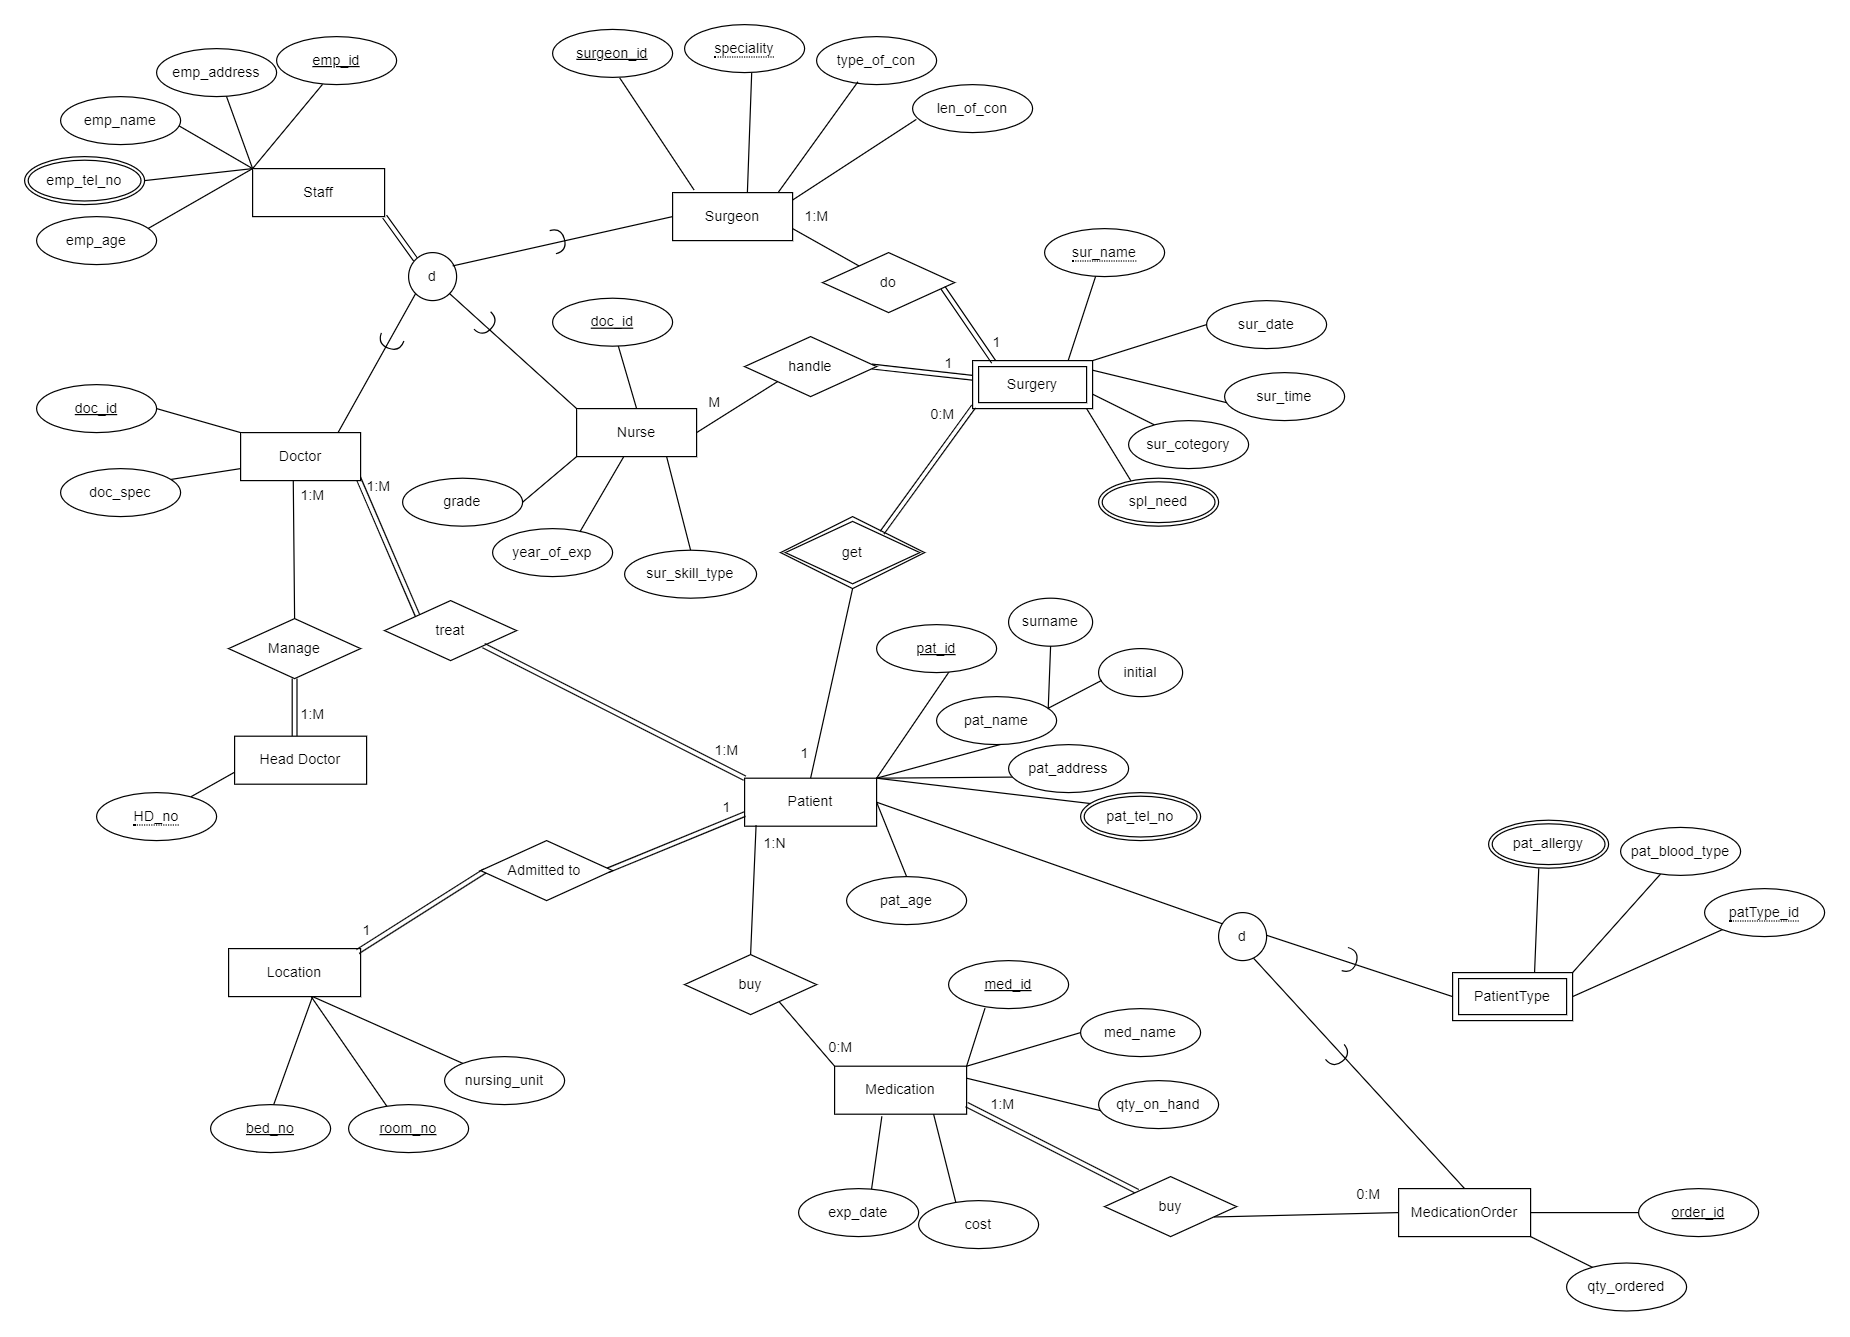 surgeon_id
speciality
type_of_con
len_of_con
emp_id
emp_address
emp_name
emp_tel_no
emp_age
Staff
Surgeon
1:M
d
do
sur_name
sur_date
sur_time
sur_cotegory
spl_need
1
Surgery
0:M
1
handle
M
doc_id
Nurse
grade
year_of_exp
sur_skill_type
doc_id
Doctor
doc_spec
1:M
1:M
get
treat
Manage
1:M
Head Doctor
HD_no
surname
initial
pat_id
pat_name
pat_address
pat_tel_no
pat_age
1
1:M
Patient
1
1:N
Admitted to
1
Location
nursing_unit
bed_no
room_no
buy
0:M
med_id
med_name
qty_on_hand
Medication
1:M
exp_date
cost
d
pat_allergy
pat_blood_type
patType_id
PatientType
buy
0:M
MedicationOrder
order_id
qty_ordered